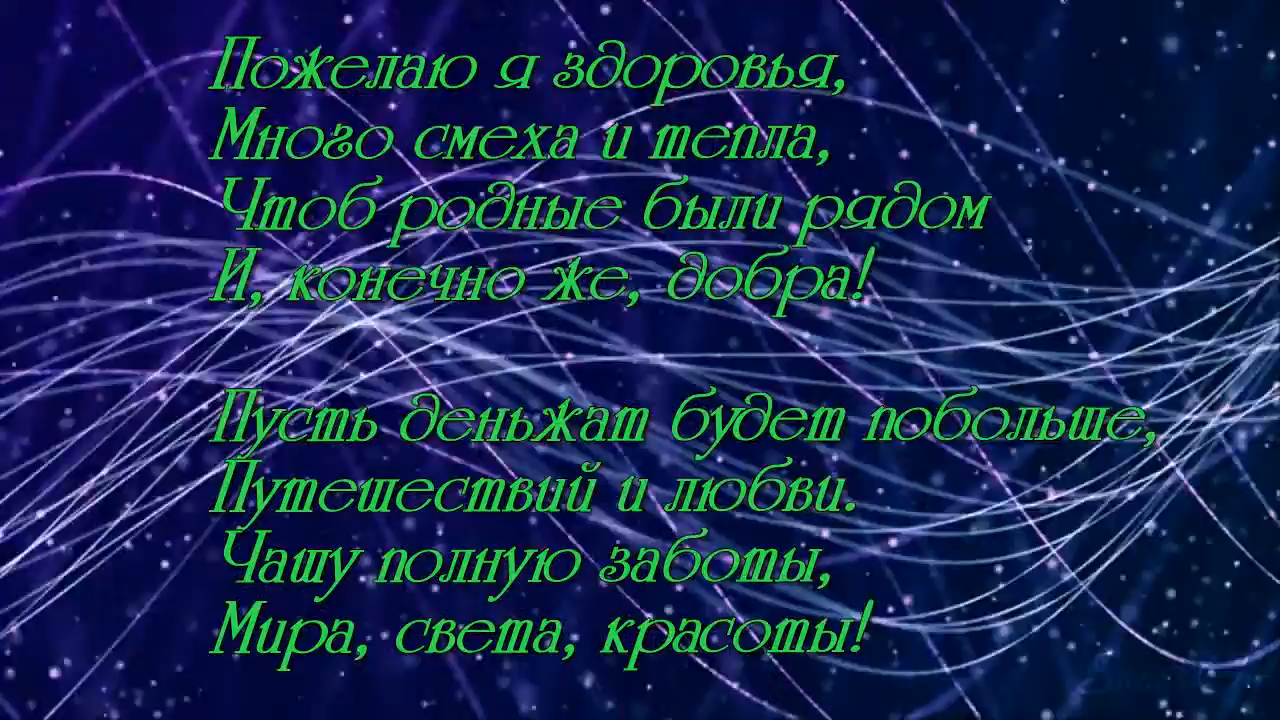 Пожелаю я здоровья,
Много смеха и тепла,
Чтоб родные были рядом
И, конечно же, добра!
Пусть деньжат будет побольше,
Путешествий и любви.
Чашу полную заботы,
Мира, света, красоты!